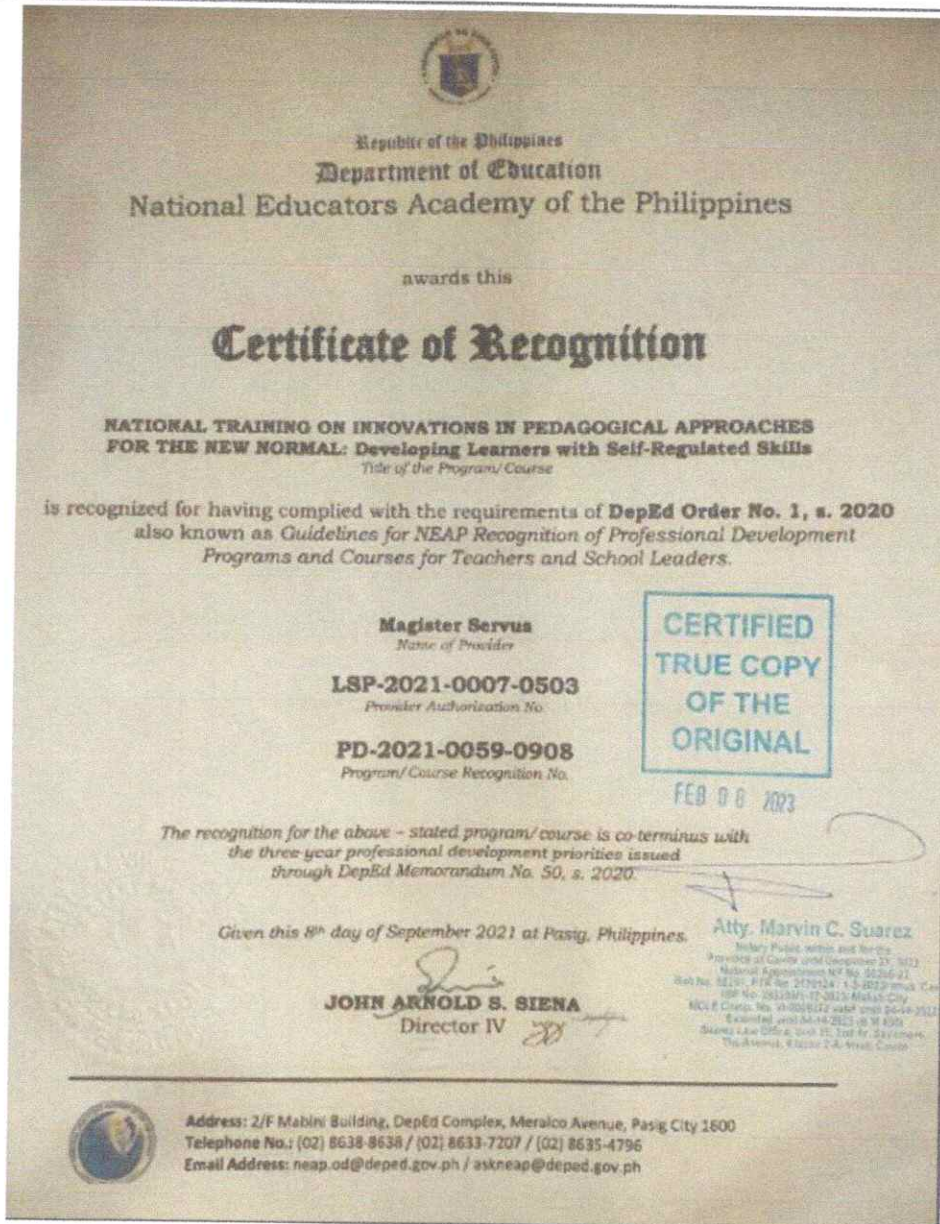 Republic of the Philippines
Department of Education
National Educators Academy of the Philippines
awards this
Certificate of Recognition
NATIONAL TRAINING ON INNOVATIONS IN PEDAGOGICAL APPROACHES
FOR THE NEW NORMAL: Developing Learners with Self-Regulated Skills
Title of the Program/Course
is recognized for having complied with the requirements of DepEd Order No. 1, s. 2020
also known as Guidelines for NEAP Recognition of Professional Development
Programs and Courses for Teachers and School Leaders.
Magister Servus
Name of Provider
LSP-2021-0007-0503
Provider Authorization No.
PD-2021-0059-0908
Program/Course Recognition No.
CERTIFIED
TRUE COPY
OF THE
ORIGINAL
FEB 08 2023
The recognition for the above – stated program/course is co-terminus with
the three-year professional development priorities issued
through DepEd Memorandum No. 50, s. 2020.
Given this 8th day of September 2021 at Pasig, Philippines.
JOHN ARNOLD S. SIENA
Director IV
Atty. Marvin C. Suarez
Notary Public within and for the
Address: 2/F Mabini Building, DepEd Complex, Meralco Avenue, Pasig City 1600
Telephone No.: (02) 8638-8638 / (02) 8633-7207 / (02) 8635-4796
Email Address: neap.od@deped.gov.ph / askneap@deped.gov.ph